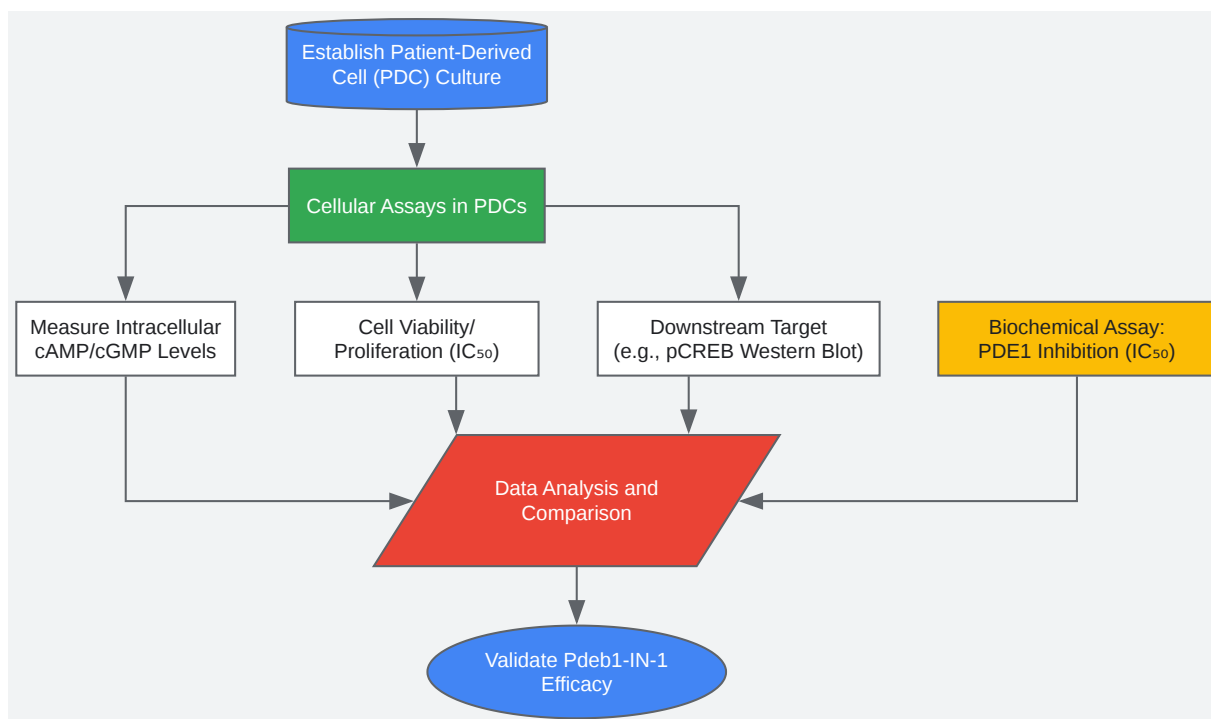 Establish Patient-Derived
Cell (PDC) Culture
Cellular Assays in PDCs
Measure Intracellular
cAMP/cGMP Levels
Cell Viability/
Proliferation (IC₅₀)
Downstream Target
(e.g., pCREB Western Blot)
Biochemical Assay:
PDE1 Inhibition (IC₅₀)
Data Analysis and
Comparison
Validate Pdeb1-IN-1
Efficacy